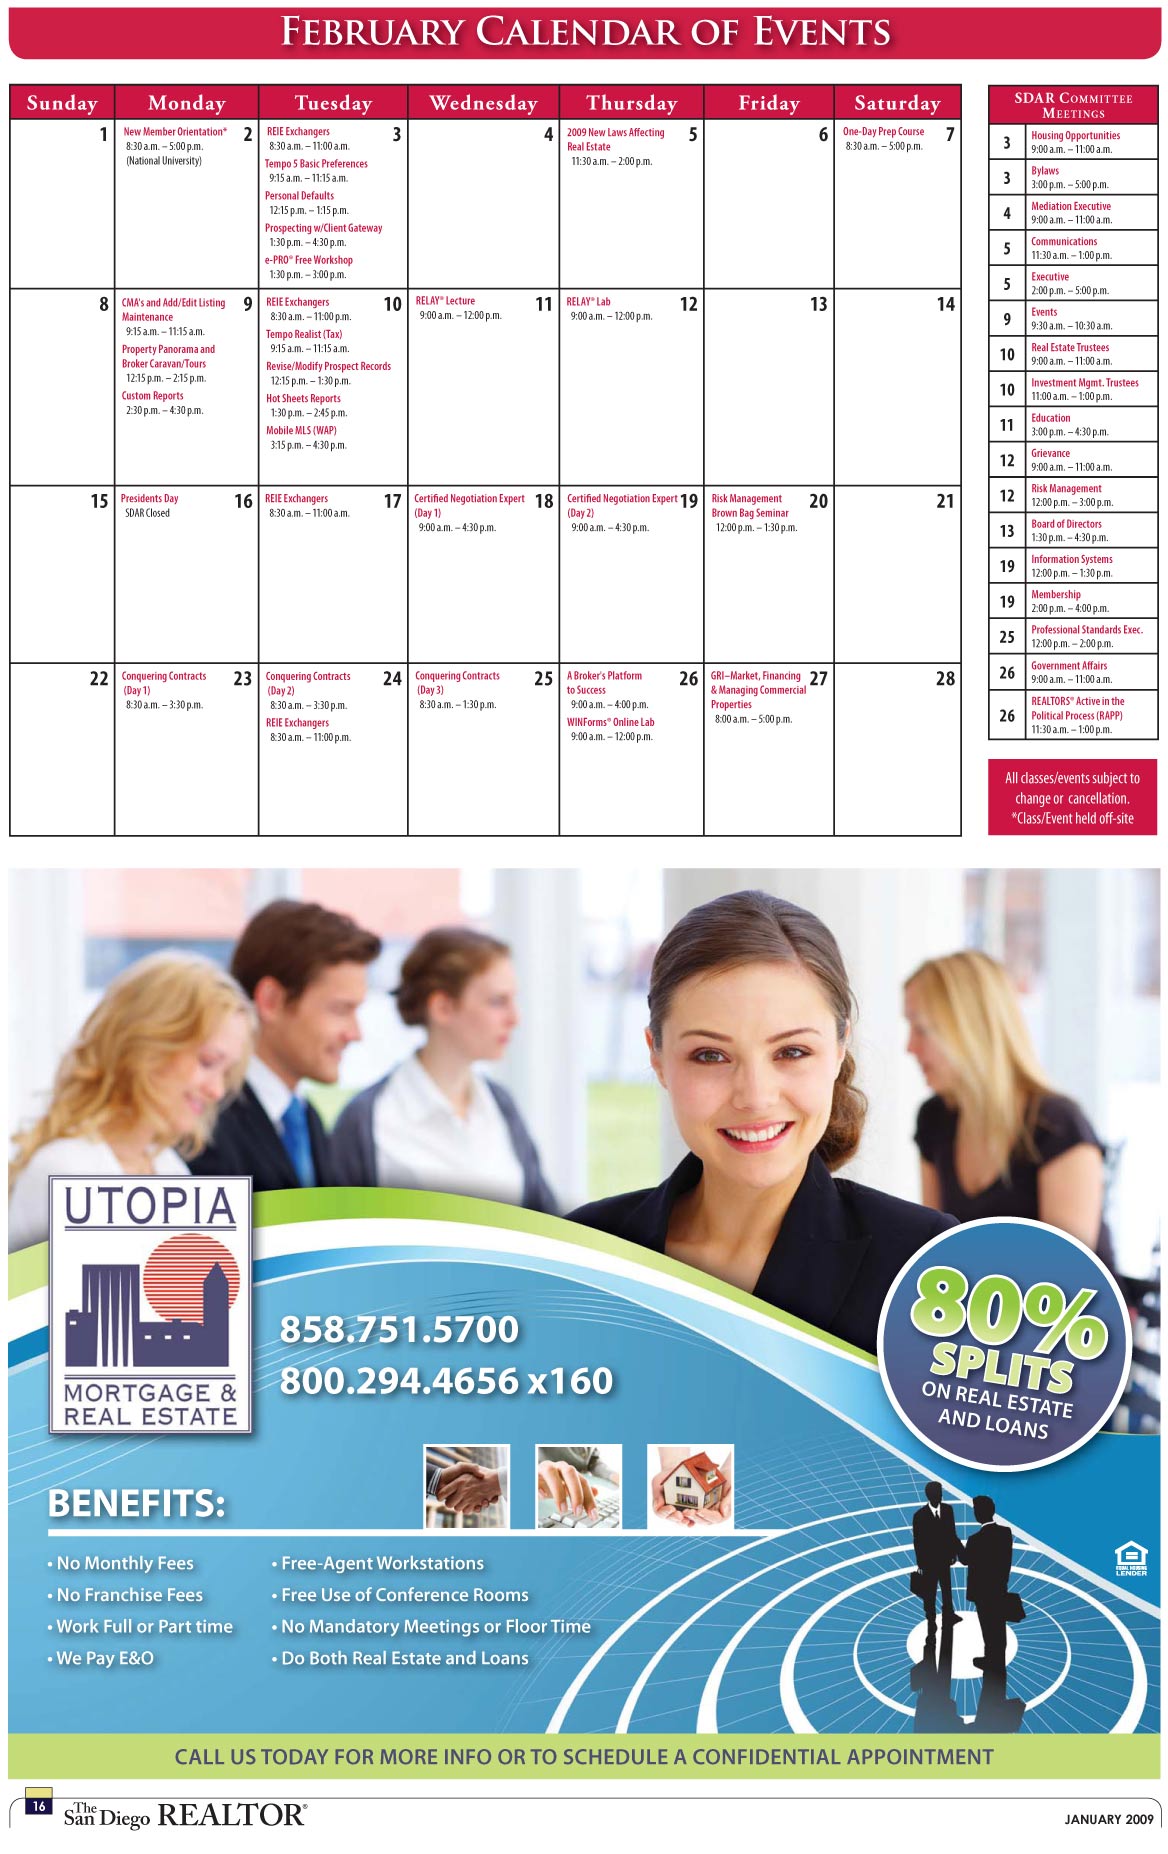 FEBRUARY CALENDAR OF EVENTS
Sunday Monday Tuesday Wednesday Thursday Friday Saturday
1
New Member Orientation* 2
8:30 a.m. – 5:00 p.m.
(National University)
REIE Exchangers 3
8:30 a.m. – 11:00 a.m.
Tempo 5 Basic Preferences
9:15 a.m. – 11:15 a.m.
Personal Defaults
12:15 p.m. – 1:15 p.m.
Prospecting w/Client Gateway
1:30 p.m. – 4:30 p.m.
e-PRO® Free Workshop
1:30 p.m. – 3:00 p.m.
4
2009 New Laws Affecting 5
Real Estate
11:30 a.m. – 2:00 p.m.
6
One-Day Prep Course 7
8:30 a.m. – 5:00 p.m.
8
CMA's and Add/Edit Listing 9
Maintenance
9:15 a.m. – 11:15 a.m.
Property Panorama and
Broker Caravan/Tours
12:15 p.m. – 2:15 p.m.
Custom Reports
2:30 p.m. – 4:30 p.m.
REIE Exchangers 10
8:30 a.m. – 11:00 p.m.
Tempo Realist (Tax)
9:15 a.m. – 11:15 a.m.
Revise/Modify Prospect Records
12:15 p.m. – 1:30 p.m.
Hot Sheets Reports
1:30 p.m. – 2:45 p.m.
Mobile MLS (WAP)
3:15 p.m. – 4:30 p.m.
RELAY® Lecture 11
9:00 a.m. – 12:00 p.m.
RELAY® Lab 12
9:00 a.m. – 12:00 p.m.
13
14
15
Presidents Day 16
SDAR Closed
REIE Exchangers 17
8:30 a.m. – 11:00 a.m.
Certified Negotiation Expert 18
(Day 1)
9:00 a.m. – 4:30 p.m.
Certified Negotiation Expert 19
(Day 2)
9:00 a.m. – 4:30 p.m.
Risk Management 20
Brown Bag Seminar
12:00 p.m. – 1:30 p.m.
21
22
Conquering Contracts 23
(Day 1)
8:30 a.m. – 3:30 p.m.
Conquering Contracts 24
(Day 2)
8:30 a.m. – 3:30 p.m.
REIE Exchangers
8:30 a.m. – 11:00 p.m.
Conquering Contracts 25
(Day 3)
8:30 a.m. – 1:30 p.m.
A Broker's Platform 26
to Success
9:00 a.m. – 4:00 p.m.
WINForms® Online Lab
9:00 a.m. – 12:00 p.m.
GRI–Market, Financing 27
& Managing Commercial
Properties
8:00 a.m. – 5:00 p.m.
28
SDAR COMMITTEE
MEETINGS
3 Housing Opportunities
9:00 a.m. – 11:00 a.m.
3 Bylaws
3:00 p.m. – 5:00 p.m.
4 Mediation Executive
9:00 a.m. – 11:00 a.m.
5 Communications
11:30 a.m. – 1:00 p.m.
5 Executive
2:00 p.m. – 5:00 p.m.
9 Events
9:30 a.m. – 10:30 a.m.
10 Real Estate Trustees
9:00 a.m. – 11:00 a.m.
10 Investment Mgmt. Trustees
11:00 a.m. – 1:00 p.m.
11 Education
3:00 p.m. – 4:30 p.m.
12 Grievance
9:00 a.m. – 11:00 a.m.
12 Risk Management
12:00 p.m. – 3:00 p.m.
13 Board of Directors
1:30 p.m. – 4:30 p.m.
19 Information Systems
12:00 p.m. – 1:30 p.m.
19 Membership
2:00 p.m. – 4:00 p.m.
25 Professional Standards Exec.
12:00 p.m. – 2:00 p.m.
26 Government Affairs
9:00 a.m. – 11:00 a.m.
26 REALTORS® Active in the
Political Process (RAPP)
11:30 a.m. – 1:00 p.m.
All classes/events subject to
change or cancellation.
*Class/Event held off-site
UTOPIA
MORTGAGE &
REAL ESTATE
858.751.5700
800.294.4656 x160
80%
SPLITS
ON REAL ESTATE
AND LOANS
BENEFITS:
• No Monthly Fees
• No Franchise Fees
• Work Full or Part time
• We Pay E&O
• Free-Agent Workstations
• Free Use of Conference Rooms
• No Mandatory Meetings or Floor Time
• Do Both Real Estate and Loans
EQUAL HOUSING
LENDER
CALL US TODAY FOR MORE INFO OR TO SCHEDULE A CONFIDENTIAL APPOINTMENT
16 The San Diego REALTOR®
JANUARY 2009